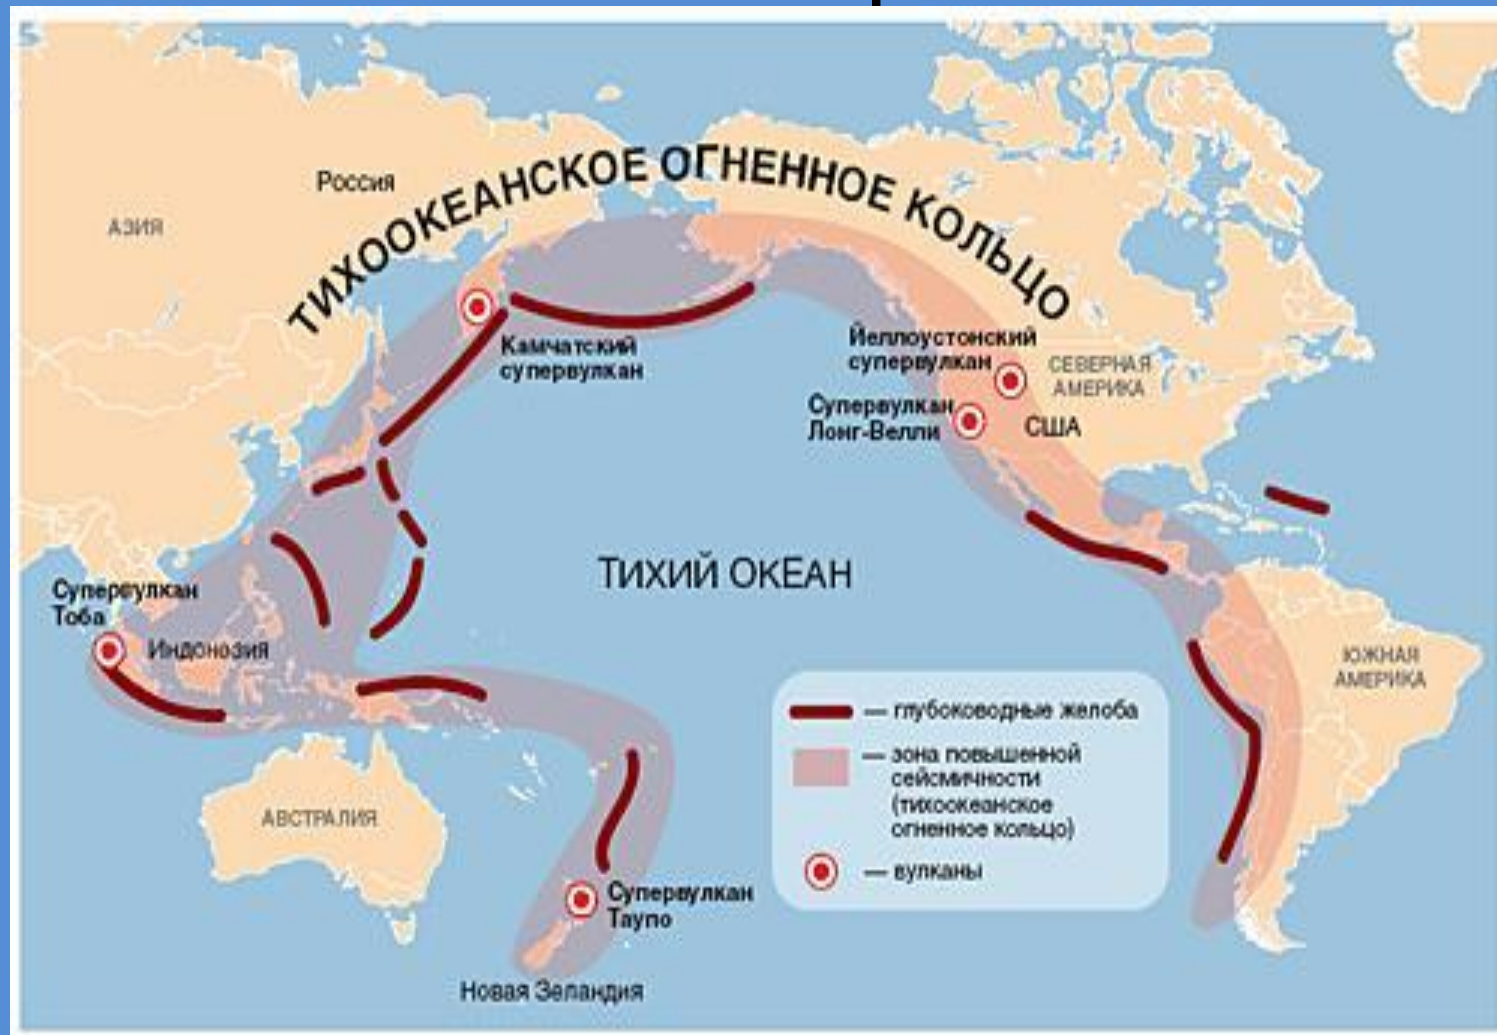 ТИХООКЕАНСКОЕ ОГНЕННОЕ КОЛЬЦО
Россия
АЗИЯ
Камчатский
супервулкан
Йеллоустонский
супервулкан
СЕВЕРНАЯ
АМЕРИКА
Супервулкан
Лонг-Велли
США
ТИХИЙ ОКЕАН
Супервулкан
Тоба
Индонозия
ЮЖНАЯ
АМЕРИКА
— глубоководные желоба
— зона повышенной
сейсмичности
(тихоокеанское
огненное кольцо)
— вулканы
АВСТРАЛИЯ
Супервулкан
Таупо
Новая Зеландия